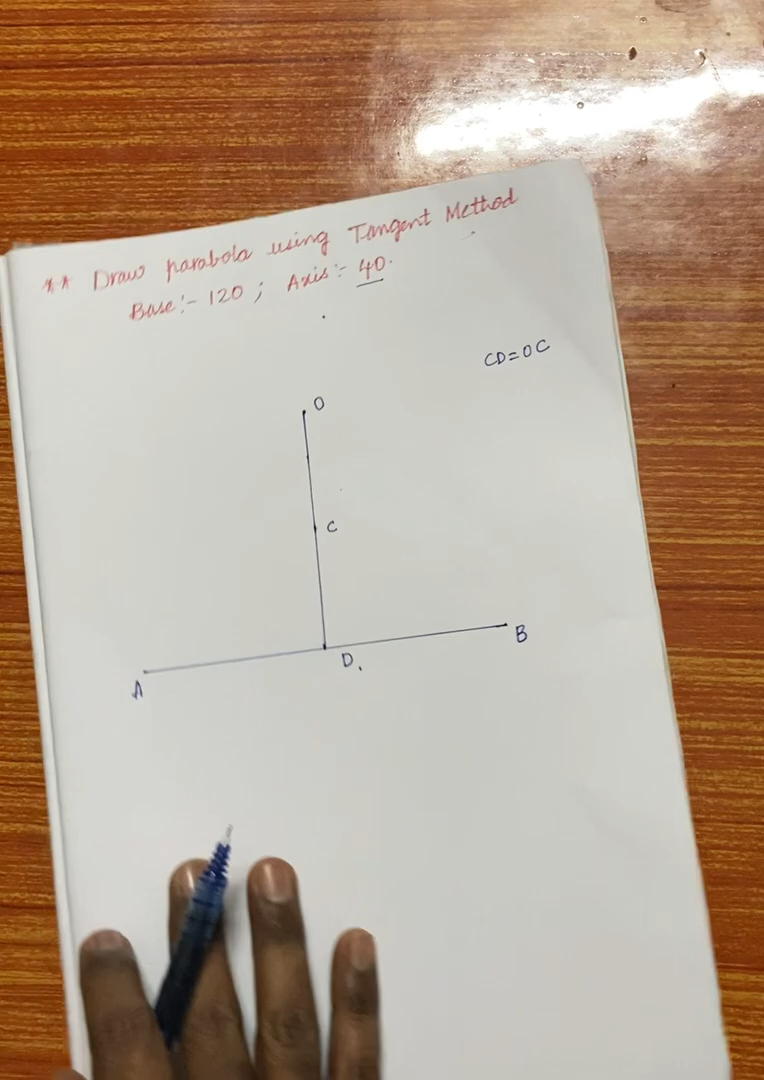 ** Draw parabola using Tangent Method
Base:- 120 ; Axis:- 40.
CD=OC
O
C
D.
B
A